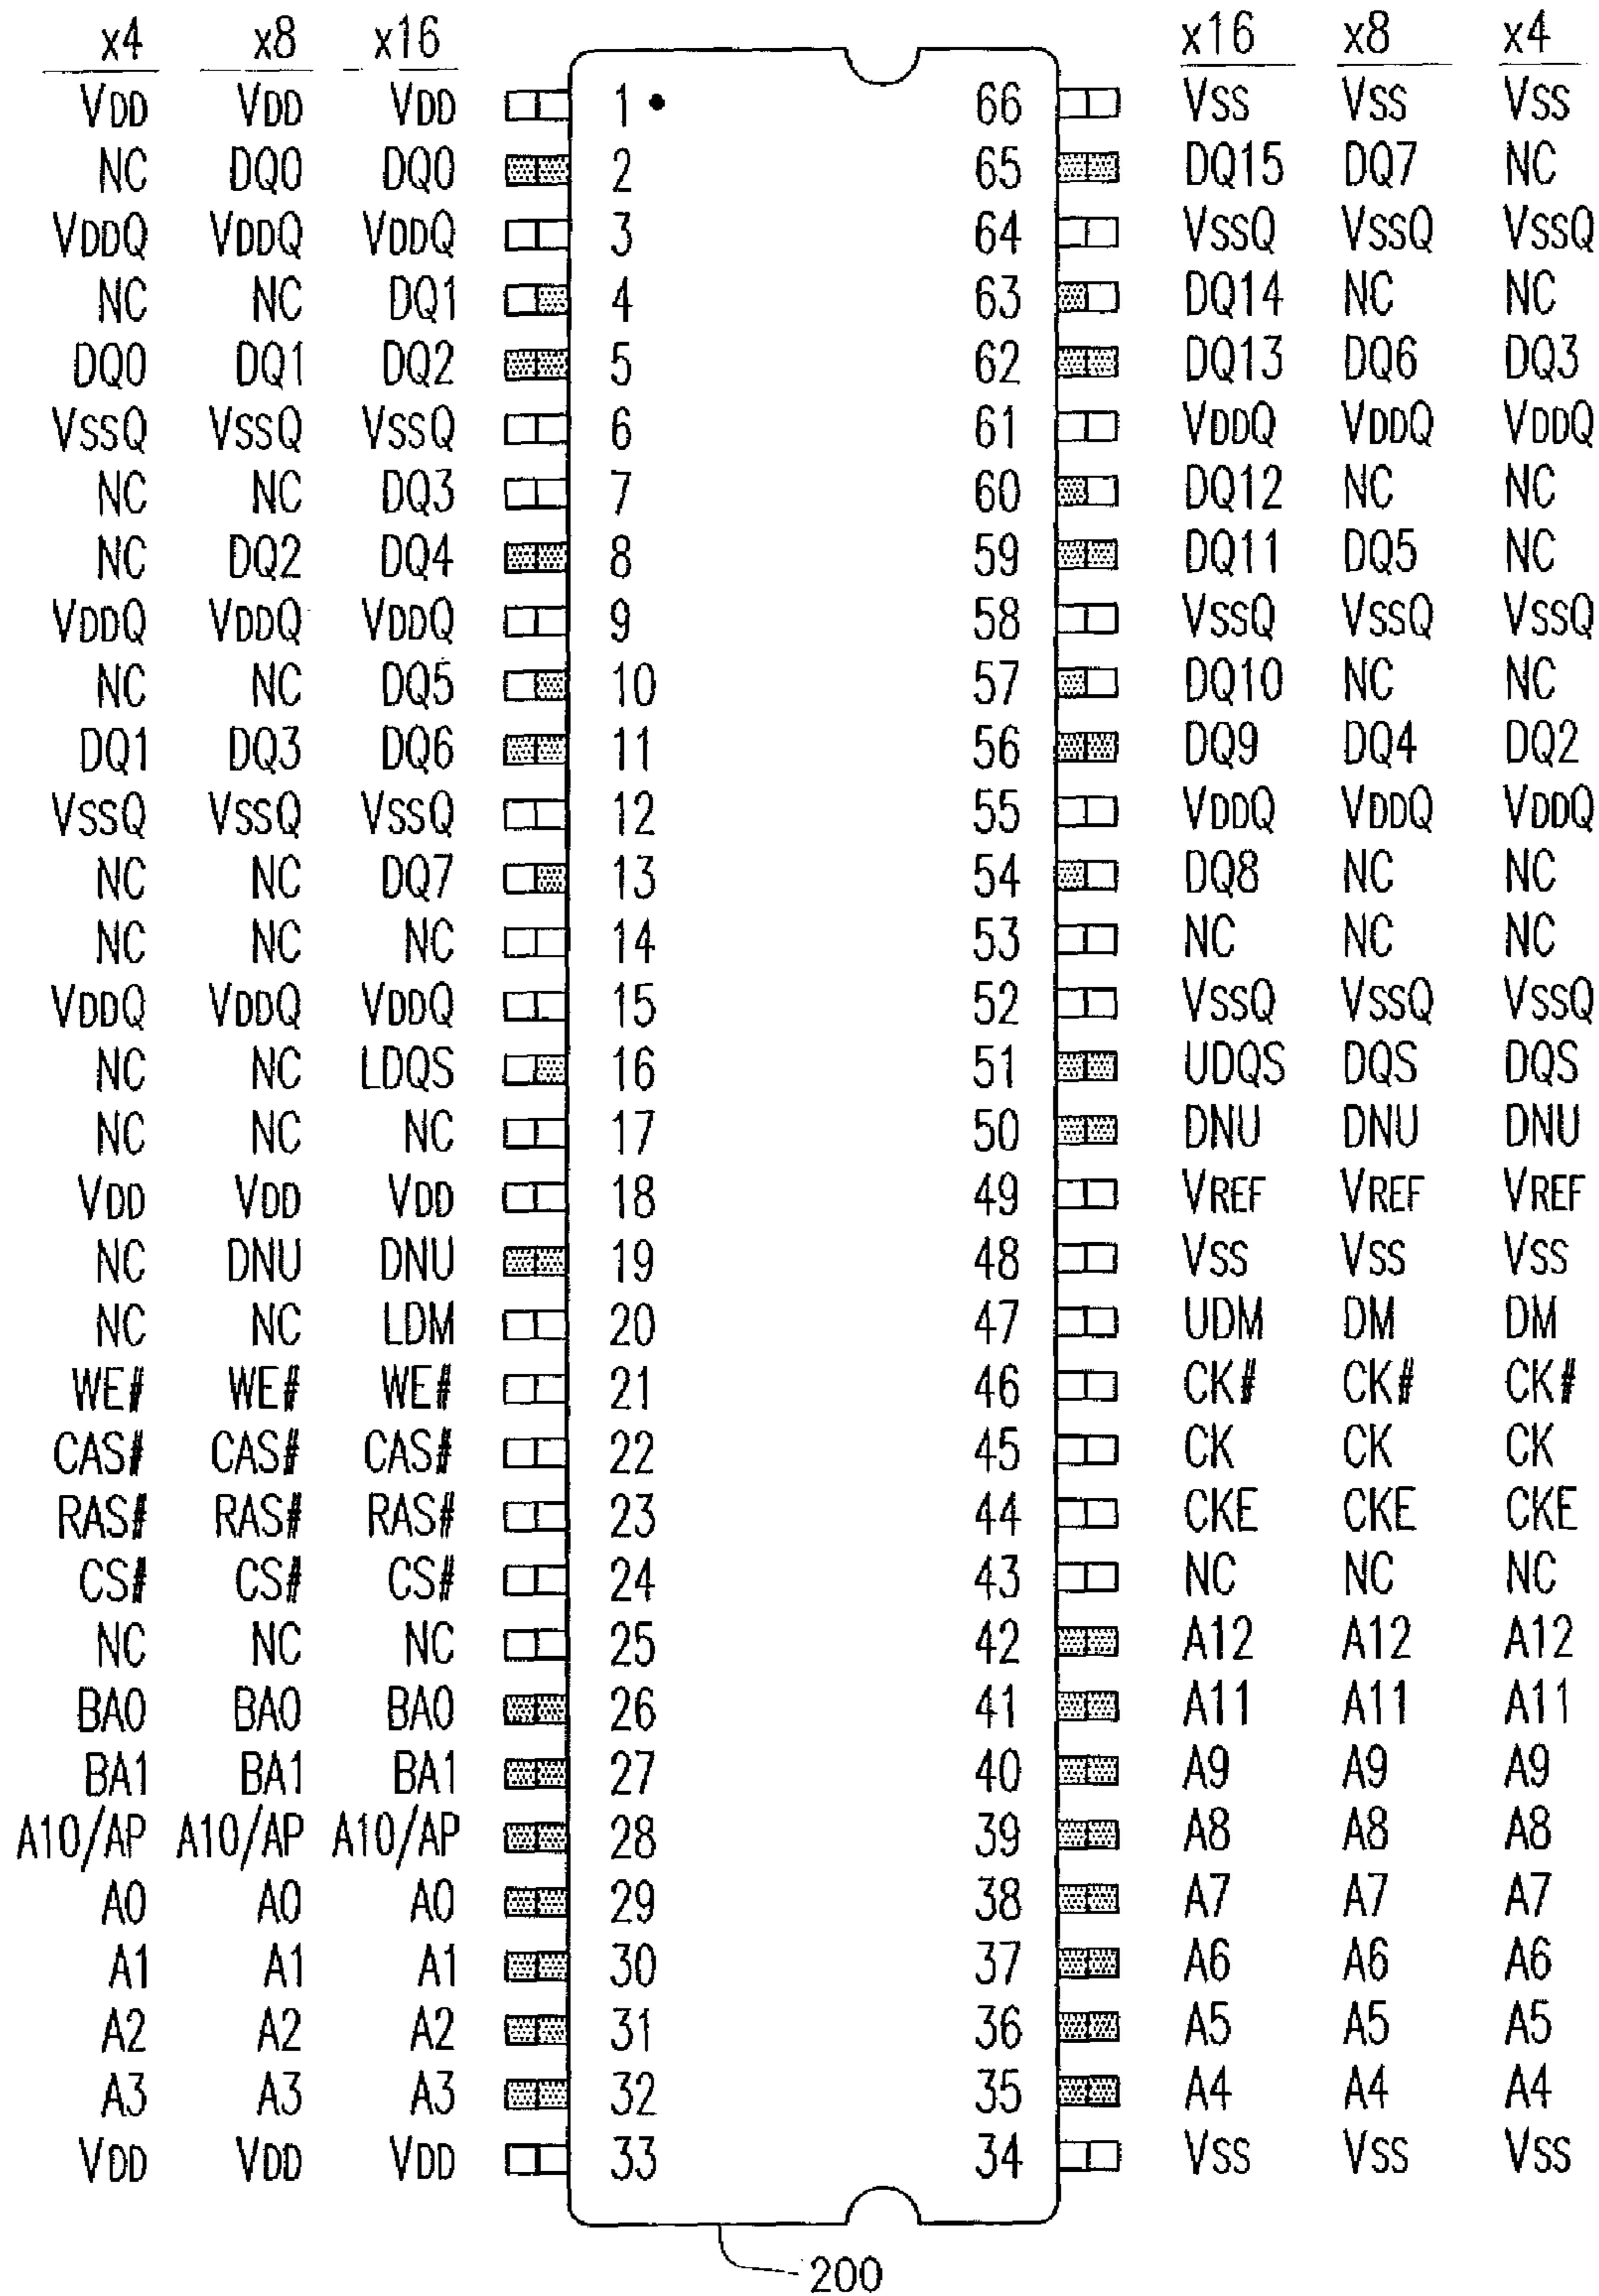 x4 x8 x16 x16 x8 x4
VDD VDD VDD 1 66 VSS VSS VSS
NC DQ0 DQ0 2 65 DQ15 DQ7 NC
VDDQ VDDQ VDDQ 3 64 VSSQ VSSQ VSSQ
NC NC DQ1 4 63 DQ14 NC NC
DQ0 DQ1 DQ2 5 62 DQ13 DQ6 DQ3
VSSQ VSSQ VSSQ 6 61 VDDQ VDDQ VDDQ
NC NC DQ3 7 60 DQ12 NC NC
NC DQ2 DQ4 8 59 DQ11 DQ5 NC
VDDQ VDDQ VDDQ 9 58 VSSQ VSSQ VSSQ
NC NC DQ5 10 57 DQ10 NC NC
DQ1 DQ3 DQ6 11 56 DQ9 DQ4 DQ2
VSSQ VSSQ VSSQ 12 55 VDDQ VDDQ VDDQ
NC NC DQ7 13 54 DQ8 NC NC
NC NC NC 14 53 NC NC NC
VDDQ VDDQ VDDQ 15 52 VSSQ VSSQ VSSQ
NC NC LDQS 16 51 UDQS DQS DQS
NC NC NC 17 50 DNU DNU DNU
VDD VDD VDD 18 49 VREF VREF VREF
NC DNU DNU 19 48 VSS VSS VSS
NC NC LDM 20 47 UDM DM DM
WE# WE# WE# 21 46 CK# CK# CK#
CAS# CAS# CAS# 22 45 CK CK CK
RAS# RAS# RAS# 23 44 CKE CKE CKE
CS# CS# CS# 24 43 NC NC NC
NC NC NC 25 42 A12 A12 A12
BA0 BA0 BA0 26 41 A11 A11 A11
BA1 BA1 BA1 27 40 A9 A9 A9
A10/AP A10/AP A10/AP 28 39 A8 A8 A8
A0 A0 A0 29 38 A7 A7 A7
A1 A1 A1 30 37 A6 A6 A6
A2 A2 A2 31 36 A5 A5 A5
A3 A3 A3 32 35 A4 A4 A4
VDD VDD VDD 33 34 VSS VSS VSS
200